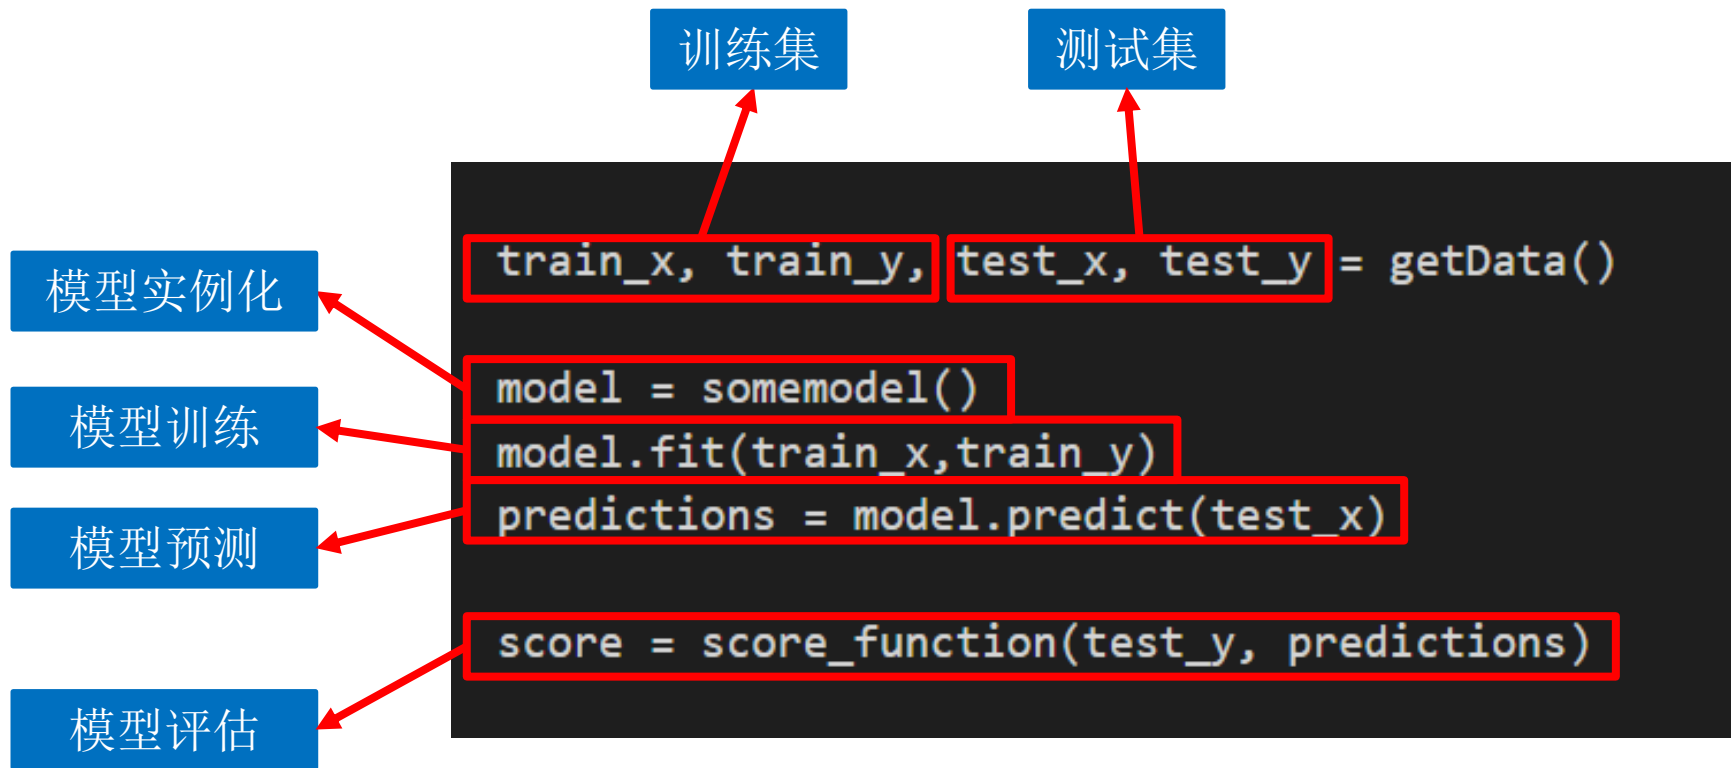 训练集
测试集
train_x, train_y, test_x, test_y = getData()
模型实例化
model = somemodel()
模型训练
model.fit(train_x,train_y)
模型预测
predictions = model.predict(test_x)
模型评估
score = score_function(test_y, predictions)